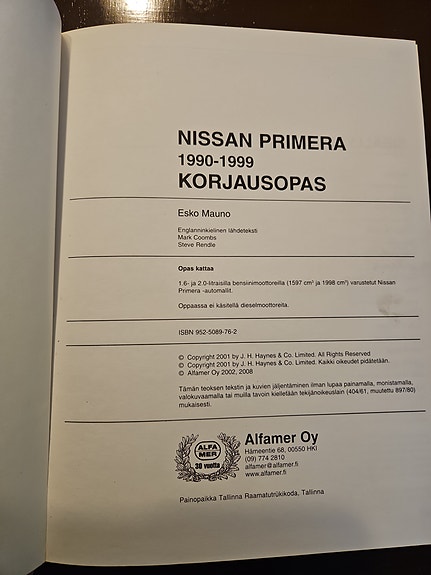 NISSAN PRIMERA
1990-1999
KORJAUSOPAS
Esko Mauno
Englanninkielinen lähdeteksti
Mark Coombs
Steve Rendle
Opas kattaa
1,6- ja 2.0-litraisilla bensiinimoottoreilla (1597 cm³ ja 1998 cm³) varustetut Nissan
Primera -automallit.
Oppaassa ei käsitellä dieselmoottoreilla.
ISBN 952-5089-76-2
© Copyright 2001 by J. H. Haynes & Co. Limited. All Rights Reserved
© Copyright 2001 by J. H. Haynes & Co. Limited. Kaikki oikeudet pidätetään.
© Alfamer Oy 2002, 2008
Tämän teoksen tekstin ja kuvien jäljentäminen ilman lupaa painamalla, monistamalla,
valokuvaamalla tai muilla tavoin kielletään tekijänoikeuslain (404/61, muutettu 897/80)
mukaisesti.
ALFA
MER
30 vuotta
Alfamer Oy
Hämeentie 68, 00550 HKI
(09) 774 2810
alfamer@alfamer.fi
www.alfamer.fi
Painopaikka Tallinna Raamatutrükikoda, Tallinna